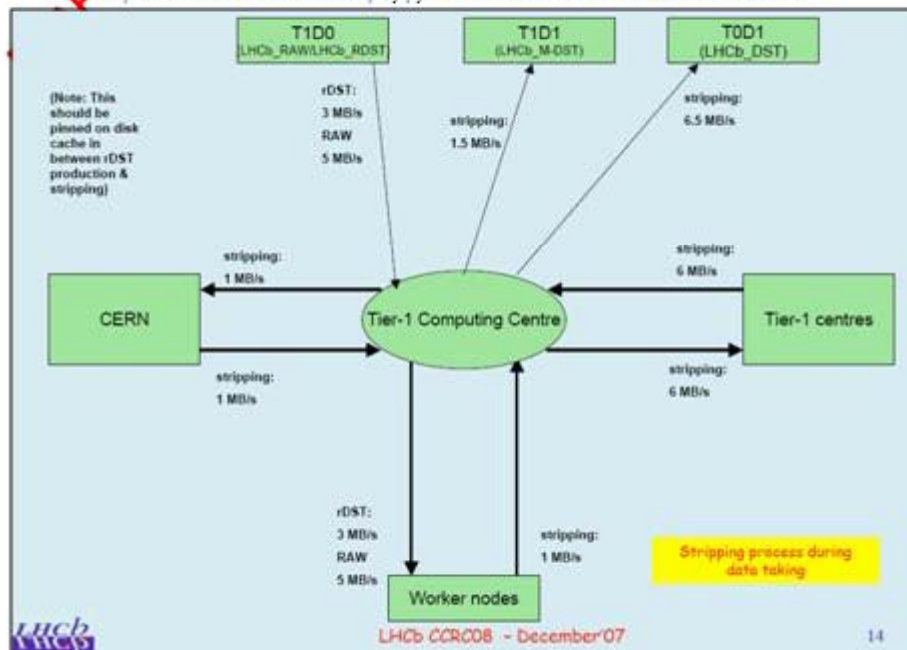 T1D0
(LHCb_RAW/LHCb_RDST)
T1D1
(LHCb_M-DST)
T0D1
(LHCb_DST)
(Note: This
should be
pinned on disk
cache in
between rDST
production &
stripping)
rDST:
3 MB/s
RAW
5 MB/s
stripping:
1.5 MB/s
stripping:
6.5 MB/s
stripping:
1 MB/s
stripping:
6 MB/s
CERN
Tier-1 Computing Centre
Tier-1 centres
stripping:
1 MB/s
stripping:
6 MB/s
rDST:
3 MB/s
RAW
5 MB/s
stripping:
1 MB/s
Stripping process during
data taking
Worker nodes
LHCb
LHCb CCRC08 - December'07
14